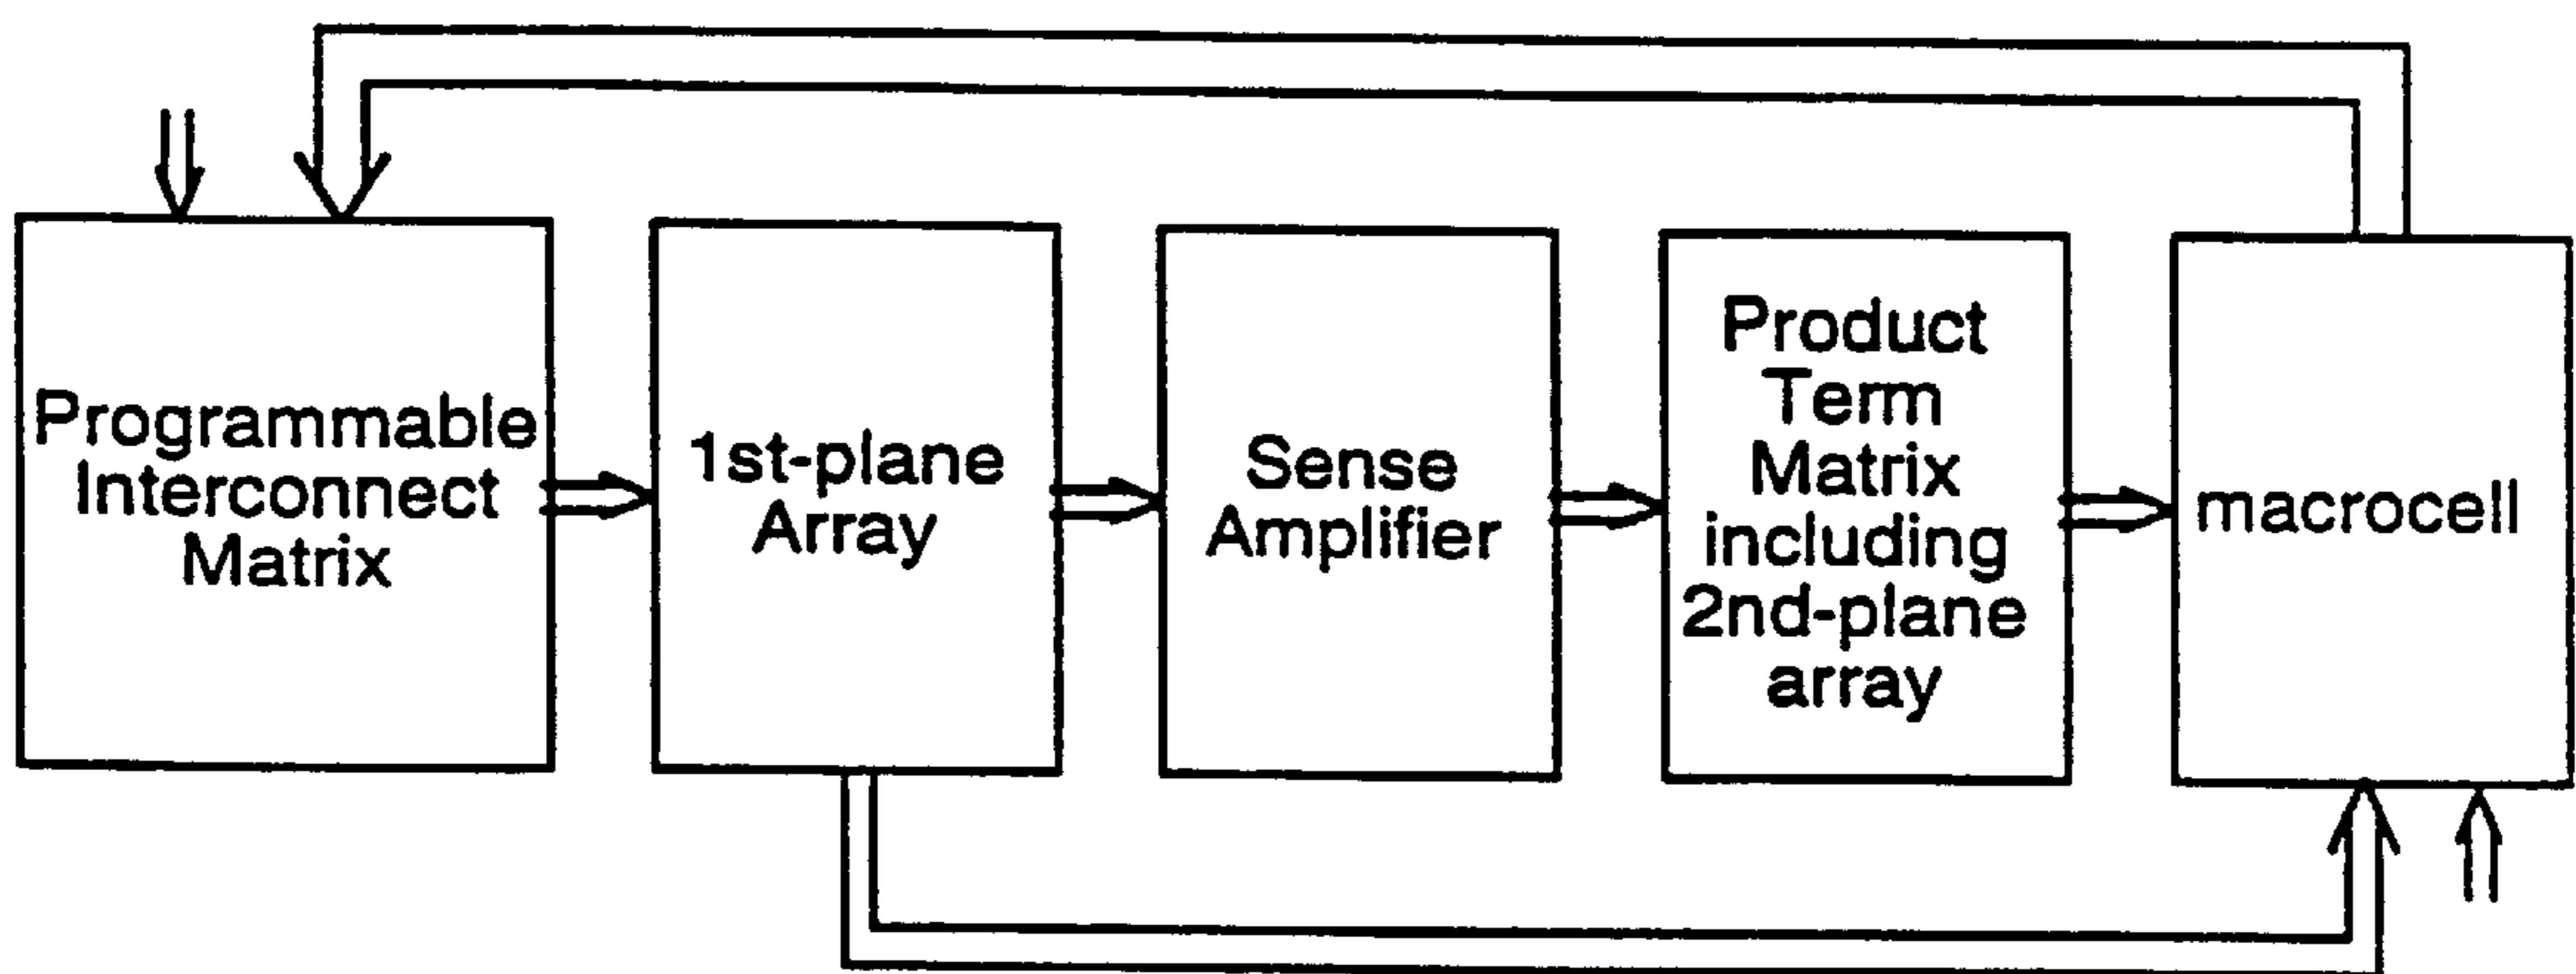 Programmable
Interconnect
Matrix
1st-plane
Array
Sense
Amplifier
Product
Term
Matrix
including
2nd-plane
array
macrocell